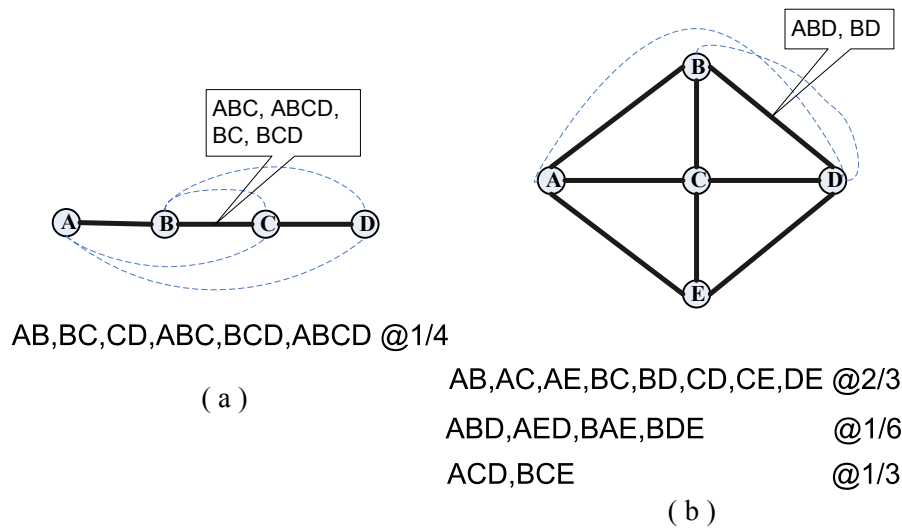 ABC, ABCD,
BC, BCD
A
B
C
D
AB,BC,CD,ABC,BCD,ABCD @1/4
( a )
ABD, BD
B
A
C
D
E
AB,AC,AE,BC,BD,CD,CE,DE @2/3
ABD,AED,BAE,BDE @1/6
ACD,BCE @1/3
( b )